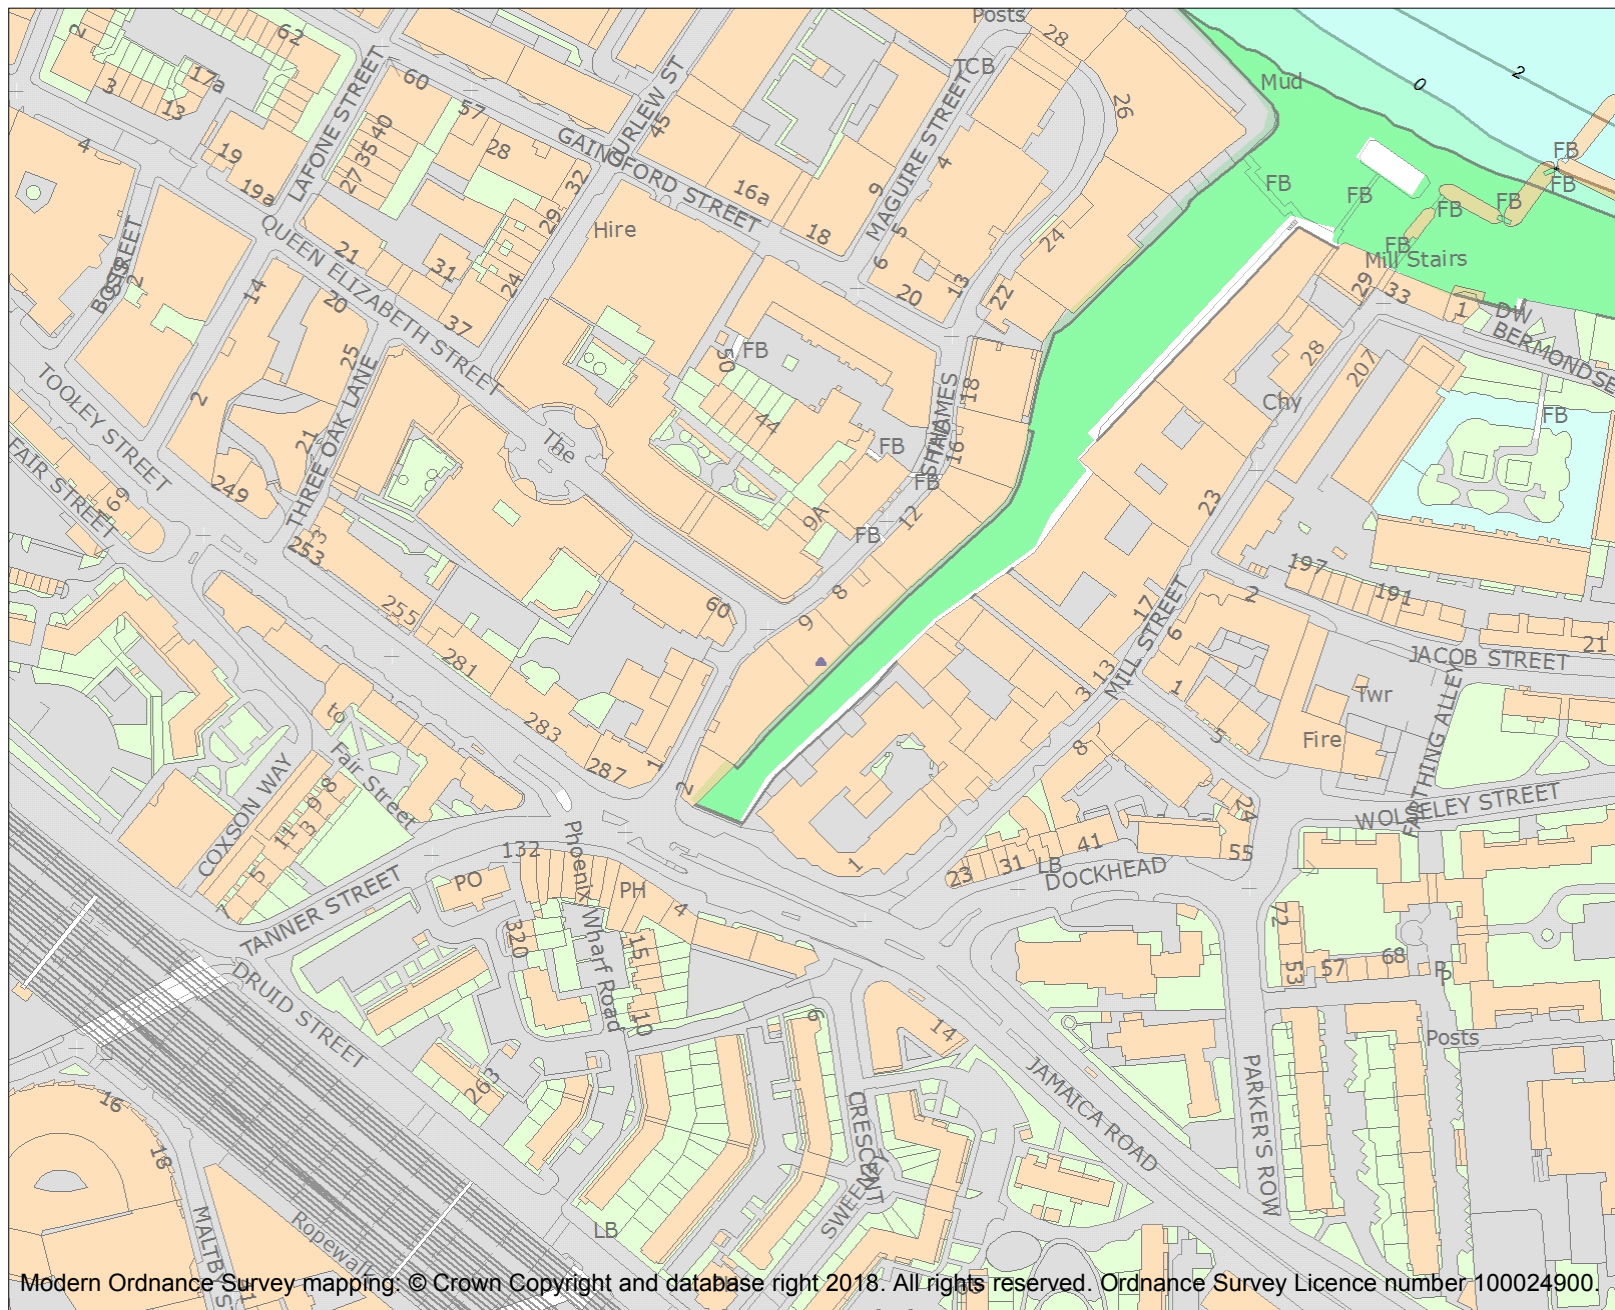 Posts
2
62
28
60
TCB
Mud
0
2
17a
3
13
57
LAFONE STREET
CURLEW ST
45
26
4
19
40
28
GAINSFORD STREET
MAGUIRE STREET
4
FB
35
27
32
16a
9
FB
FB
FB
FB
FB
19a
29
Hire
18
5
24
FB
Mill Stairs
QUEEN ELIZABETH STREET
21
31
24
6
20
13
22
29
33
1
DW
BERMONDSE
2
14
20
37
25
50
FB
28
207
TOOLEY STREET
THREE OAK LANE
2
44
18
SHAD THAMES
Chy
FB
FAIR STREET
21
The
FB
16
169
249
FB
9A
12
23
3
253
FB
197
191
2
255
60
8
9
17
MILL STREET
6
21
JACOB STREET
281
13
3
1
Twr
to
283
8
5
Fire
FARTHING ALLEY
Fair Street
COXSON WAY
287
1
2
8
9
3
11
5
7
24
WOLSELEY STREET
132
Phoenix Wharf Road
1
23
31
LB
41
55
DOCKHEAD
TANNER STREET
PO
PH
4
72
320
15
53
57
68
P
P
DRUID STREET
10
6
14
Posts
263
JAMAICA ROAD
PARKER'S ROW
16
18
CRESCENT
SWEENEY
MALTB
S
Ropewalk
LB
Modern Ordnance Survey mapping: © Crown Copyright and database right 2018. All rights reserved. Ordnance Survey Licence number 100024900.